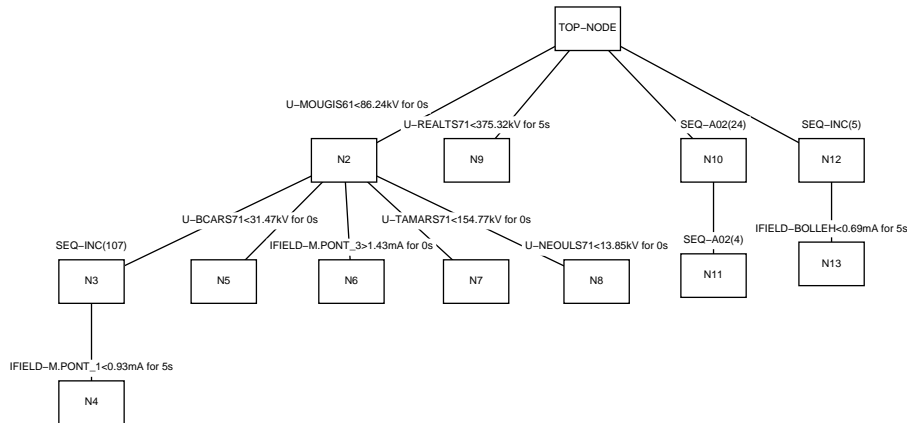 TOP−NODE
U−MOUGIS61<86.24kV for 0s
U−REALTS71<375.32kV for 5s
SEQ−A02(24)
SEQ−INC(5)
N2
N9
N10
N12
U−BCARS71<31.47kV for 0s
U−TAMARS71<154.77kV for 0s
SEQ−INC(107)
IFIELD−M.PONT_3>1.43mA for 0s
U−NEOULS71<13.85kV for 0s
SEQ−A02(4)
IFIELD−BOLLEH<0.69mA for 5s
N3
N5
N6
N7
N8
N11
N13
IFIELD−M.PONT_1<0.93mA for 5s
N4